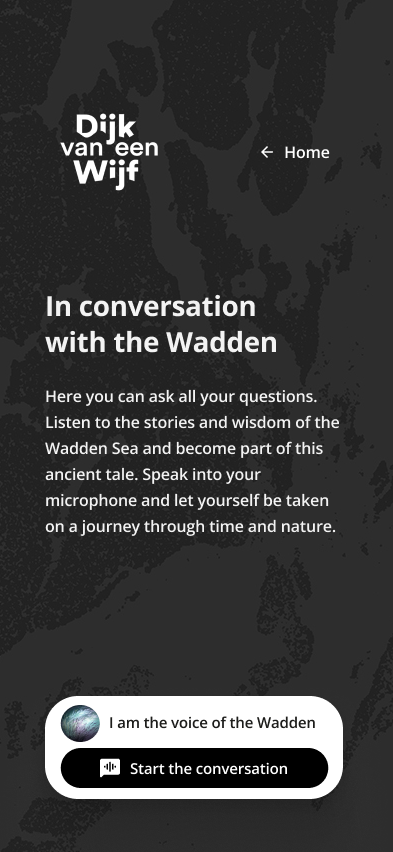 Dijk
van een
Wijf
Home
In conversation
with the Wadden
Here you can ask all your questions.
Listen to the stories and wisdom of the
Wadden Sea and become part of this
ancient tale. Speak into your
microphone and let yourself be taken
on a journey through time and nature.
I am the voice of the Wadden
Start the conversation